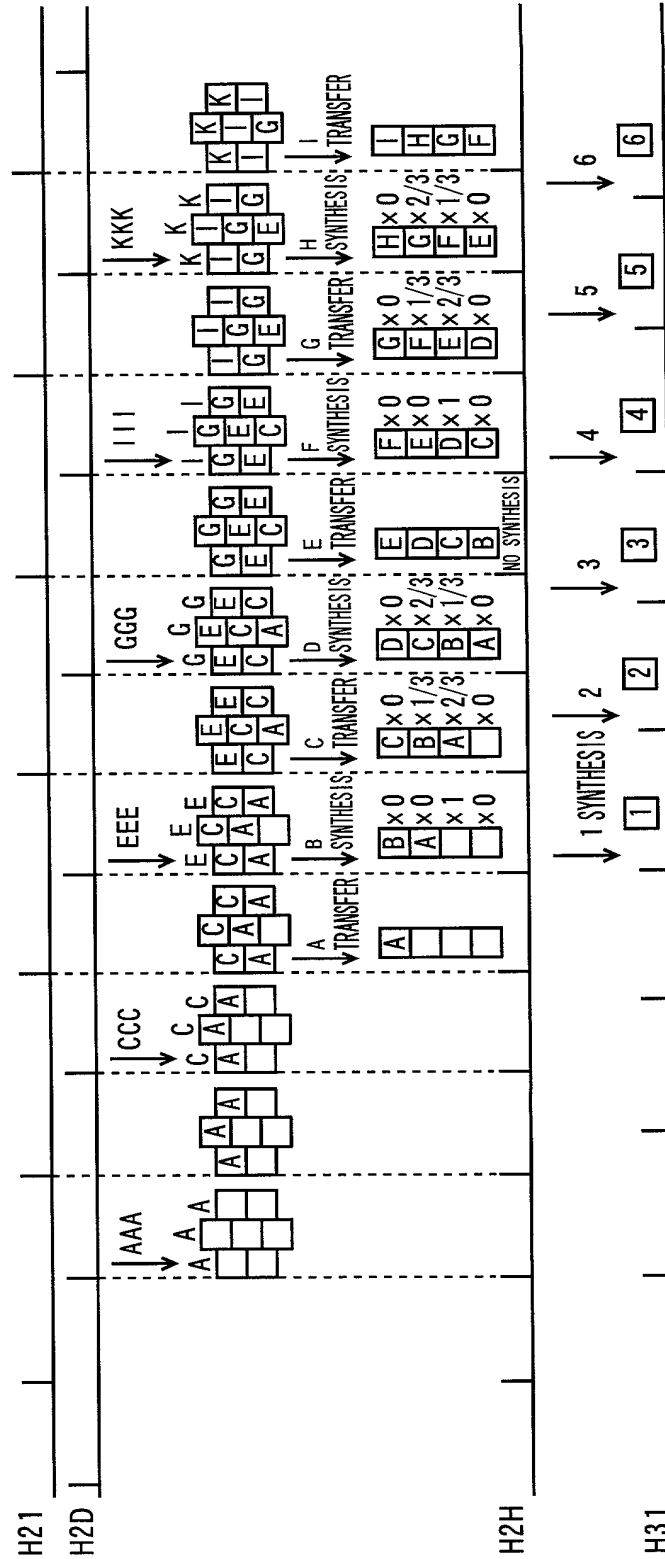 H21
H2D
AAA CCC EEE GGG III KKK
A A A A A A C C C C C C E E E E E E G G G G G G I I I I I I K K K K K K
A A A A A A C C C C C C E E E E E E G G G G G G I I I I I I
A A A A A A C C C C C C E E E E E E G G G G G G I I I
A A C C E E G
A B C D E F G H I
TRANSFER SYNTHESIS TRANSFER SYNTHESIS TRANSFER SYNTHESIS TRANSFER SYNTHESIS TRANSFER
A B×0 C×0 D×0 E F×0 G×0 H×0 I
A×0 B×1/3 C×2/3 D E×0 F×1/3 G×2/3 H
×1 A×2/3 B×1/3 C D×1 E×2/3 F×1/3 G
×0 ×0 A×0 B C×0 D×0 E×0 F
NO SYNTHESIS
H2H
1 SYNTHESIS 2 3 4 5 6
1 2 3 4 5 6
H31